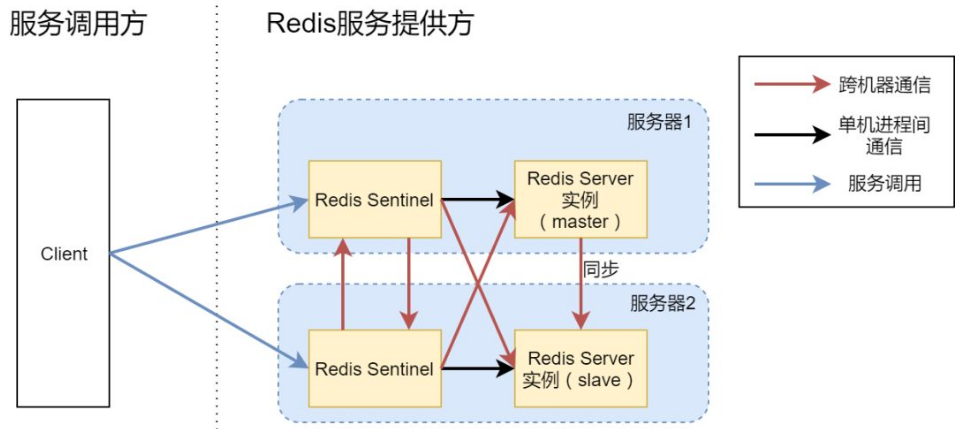 服务调用方
Redis服务提供方
跨机器通信
单机进程间
通信
服务调用
服务器1
Redis Sentinel
Redis Server
实例
（master）
Client
同步
服务器2
Redis Sentinel
Redis Server
实例（slave）